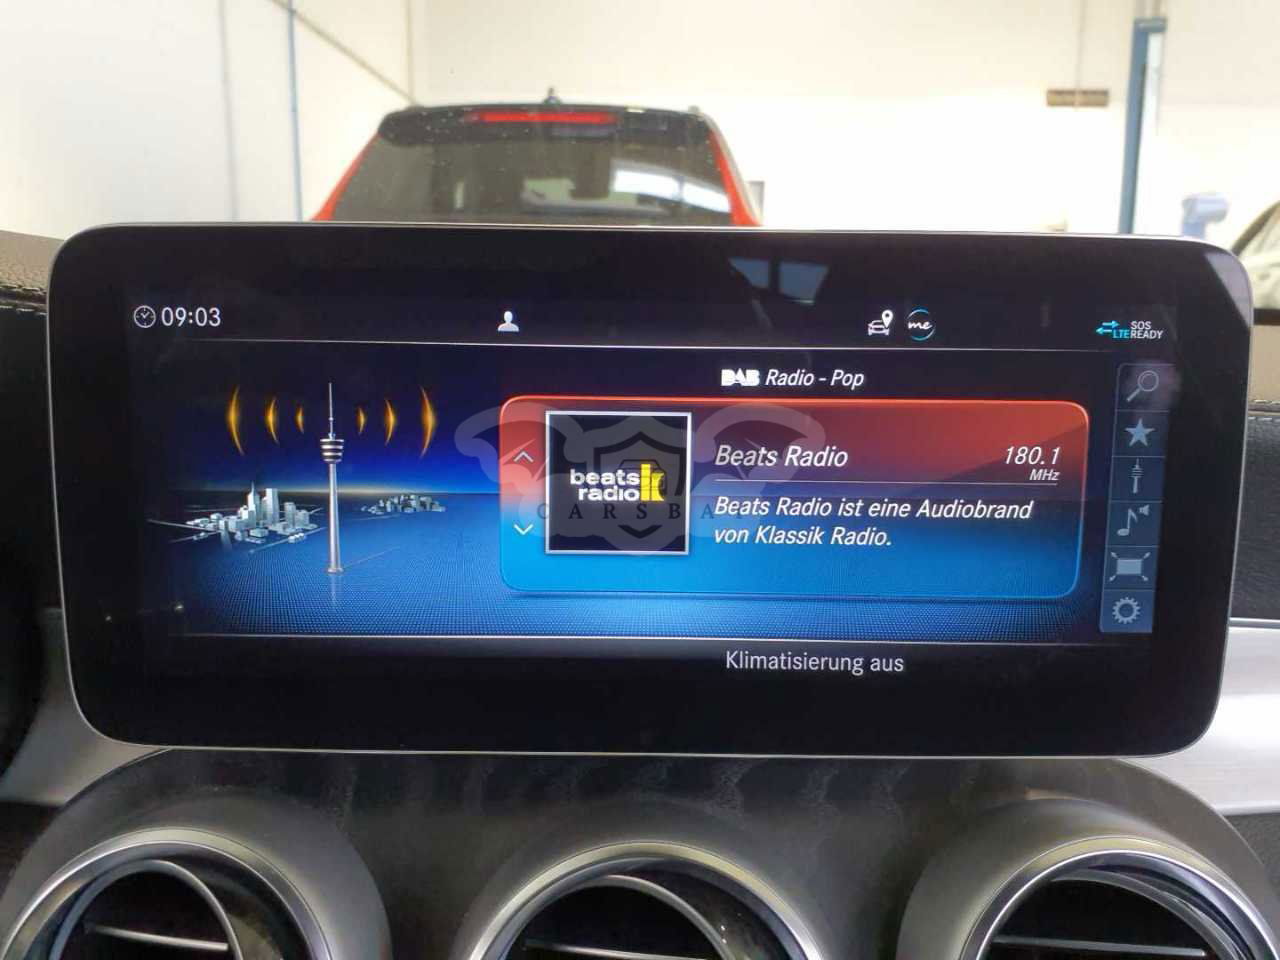 09:03
me
SOS
LTE READY
DAB Radio - Pop
beats
radio k
Beats Radio
180.1
MHz
Beats Radio ist eine Audiobrand
von Klassik Radio.
Klimatisierung aus